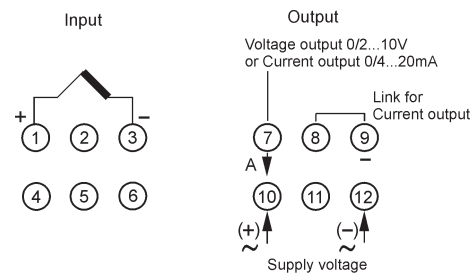 Input
Output
Voltage output 0/2...10V
or Current output 0/4...20mA
Link for
Current output
+ –
1 2 3
7 8 9
–
A
4 5 6
10 11 12
(+) (–)
~ ~
Supply voltage